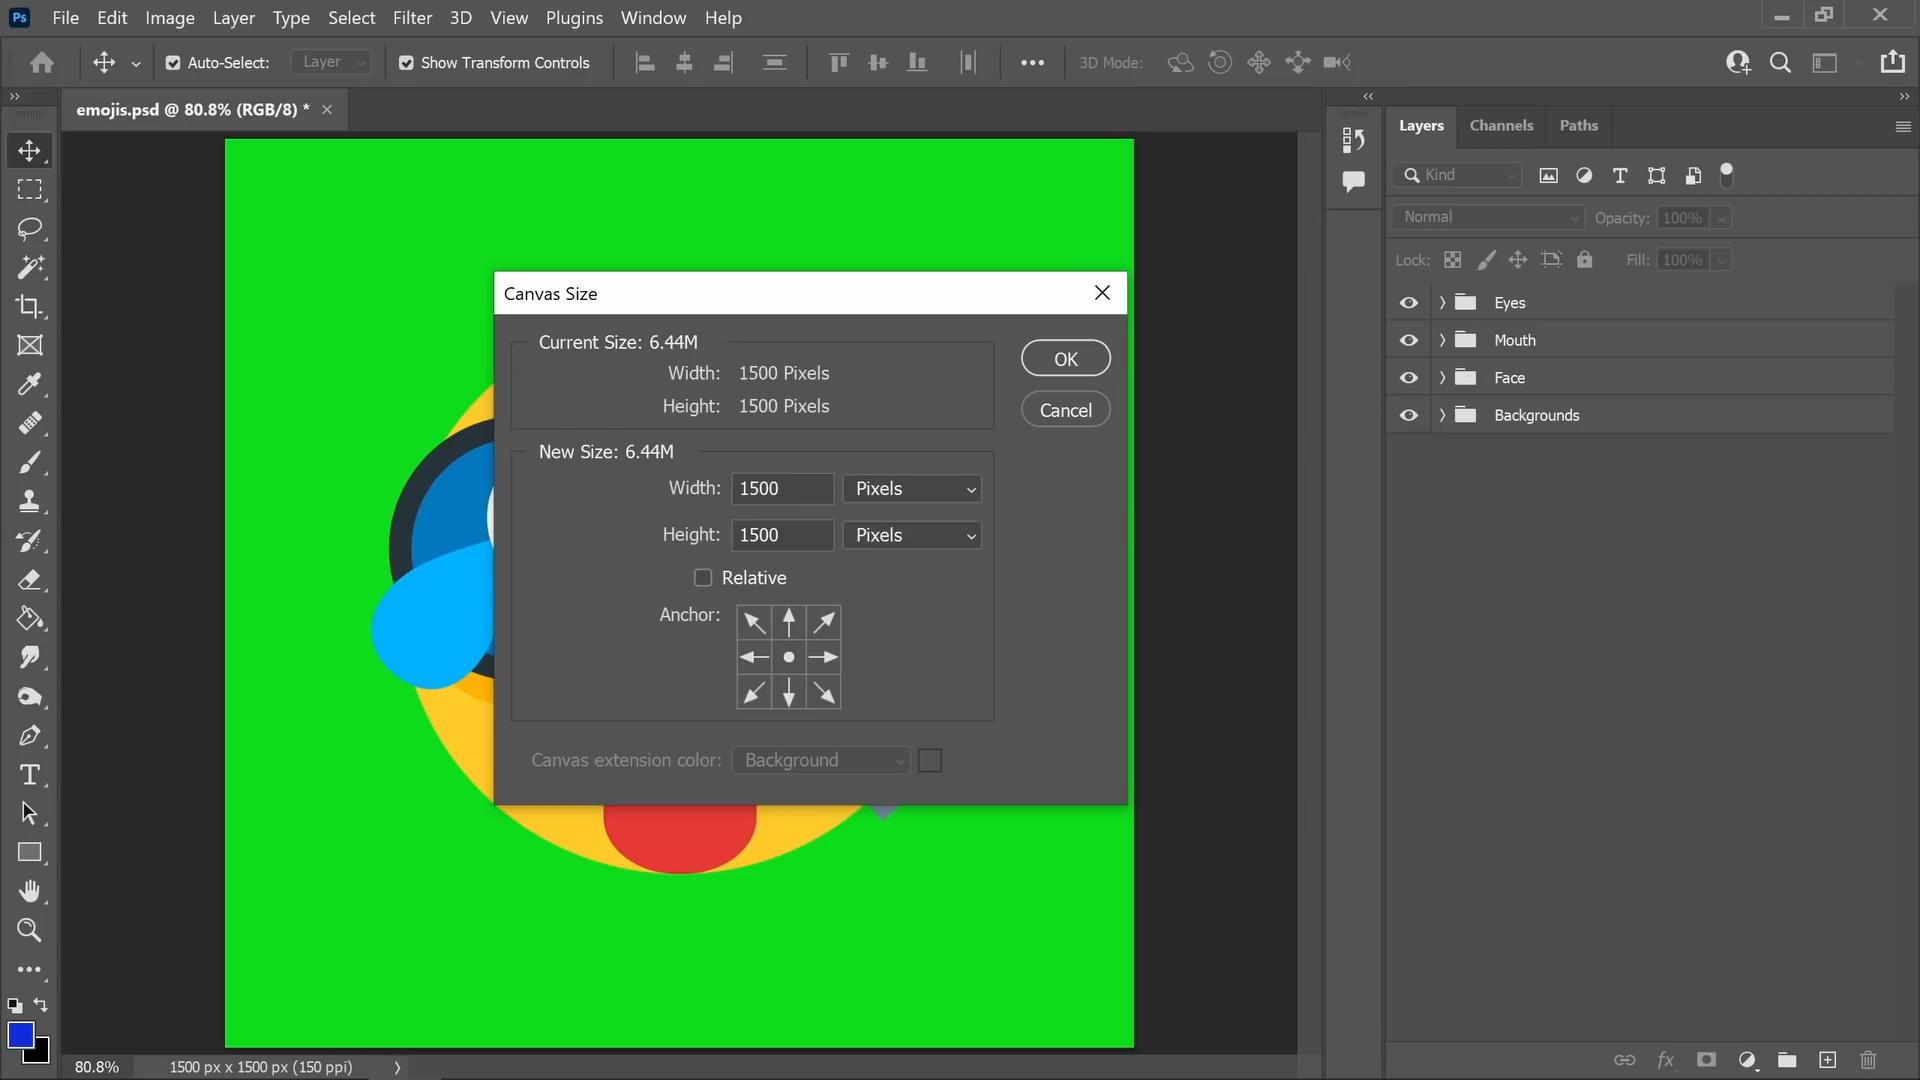 Ps File Edit Image Layer Type Select Filter 3D View Plugins Window Help
Auto-Select: Layer Show Transform Controls 3D Mode:
emojis.psd @ 80.8% (RGB/8) *
Layers Channels Paths
Kind
Normal Opacity: 100%
Lock: Fill: 100%
Eyes
Mouth
Face
Backgrounds
Canvas Size
Current Size: 6.44M
Width: 1500 Pixels
Height: 1500 Pixels
OK
Cancel
New Size: 6.44M
Width: 1500 Pixels
Height: 1500 Pixels
Relative
Anchor:
Canvas extension color: Background
T
fx
80.8% 1500 px x 1500 px (150 ppi)